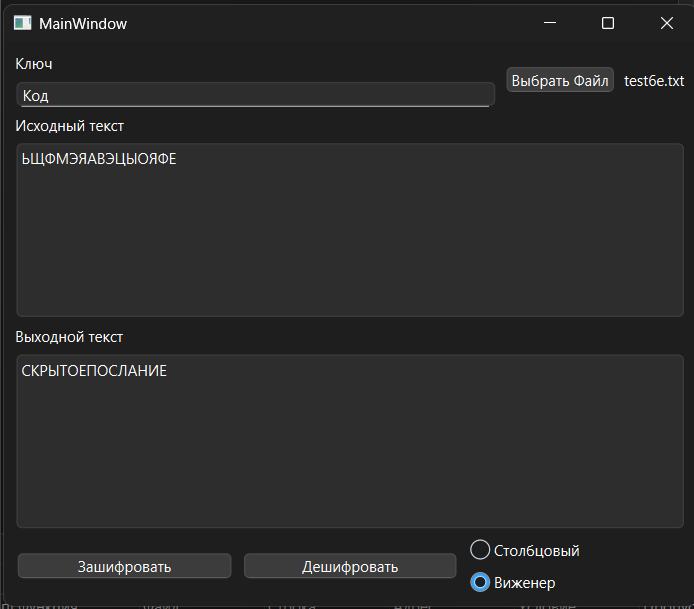 MainWindow
Ключ
Код
Выбрать Файл test6e.txt
Исходный текст
ЬЩФМЭЯАВЭЦЫОЯФЕ
Выходной текст
СКРЫТОЕПОСЛАНИЕ
Зашифровать
Дешифровать
Столбцовый
Виженер